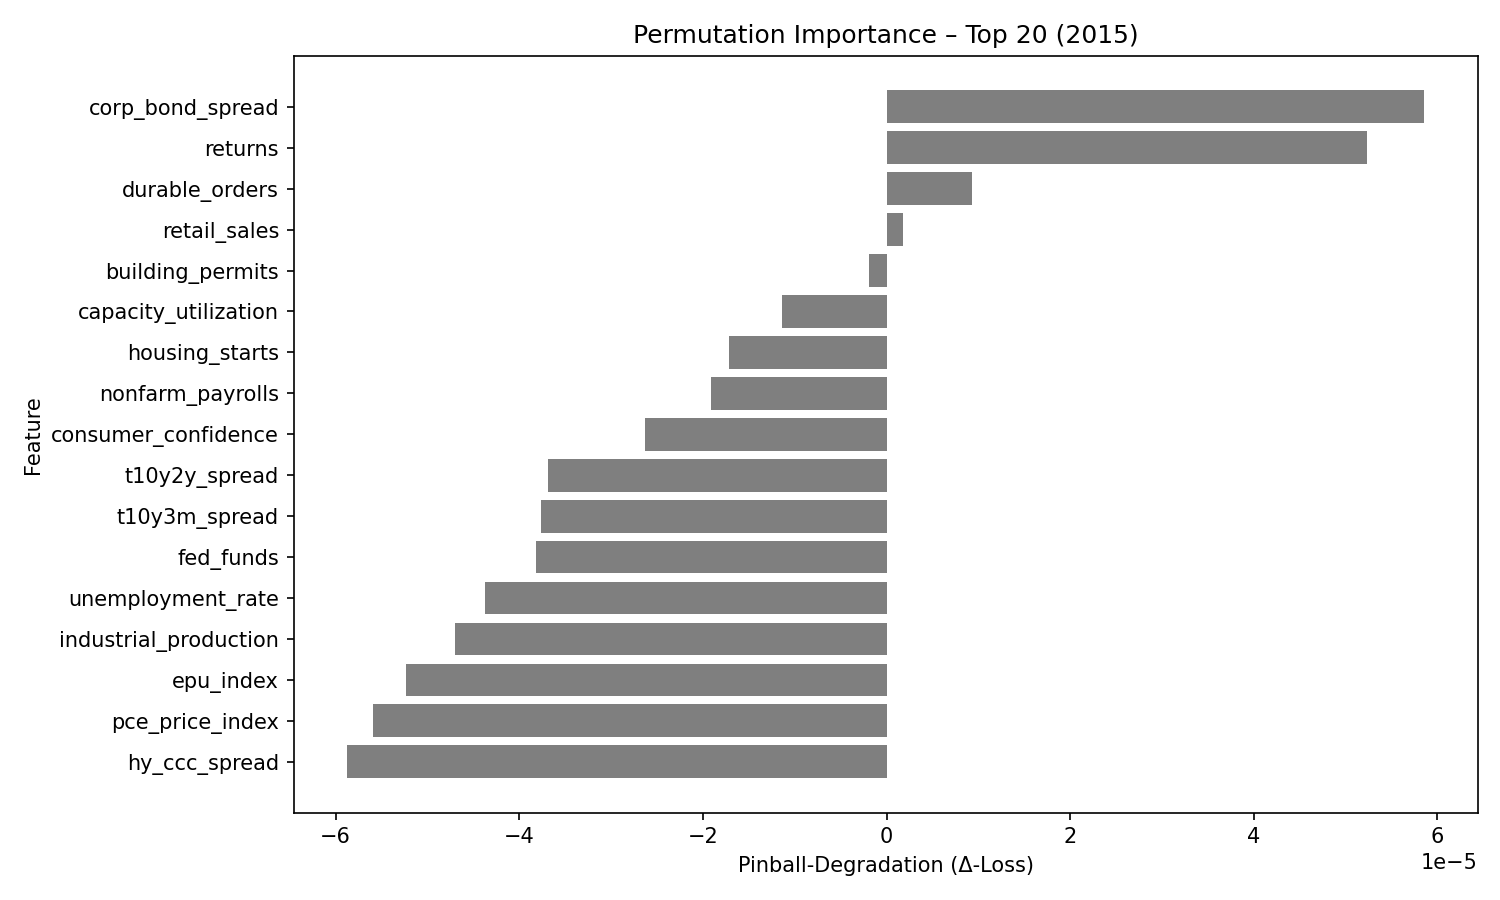 Permutation Importance – Top 20 (2015)
corp_bond_spread
returns
durable_orders
retail_sales
building_permits
capacity_utilization
housing_starts
nonfarm_payrolls
consumer_confidence
t10y2y_spread
t10y3m_spread
fed_funds
unemployment_rate
industrial_production
epu_index
pce_price_index
hy_ccc_spread
Feature
−6 −4 −2 0 2 4 6
1e−5
Pinball-Degradation (Δ-Loss)